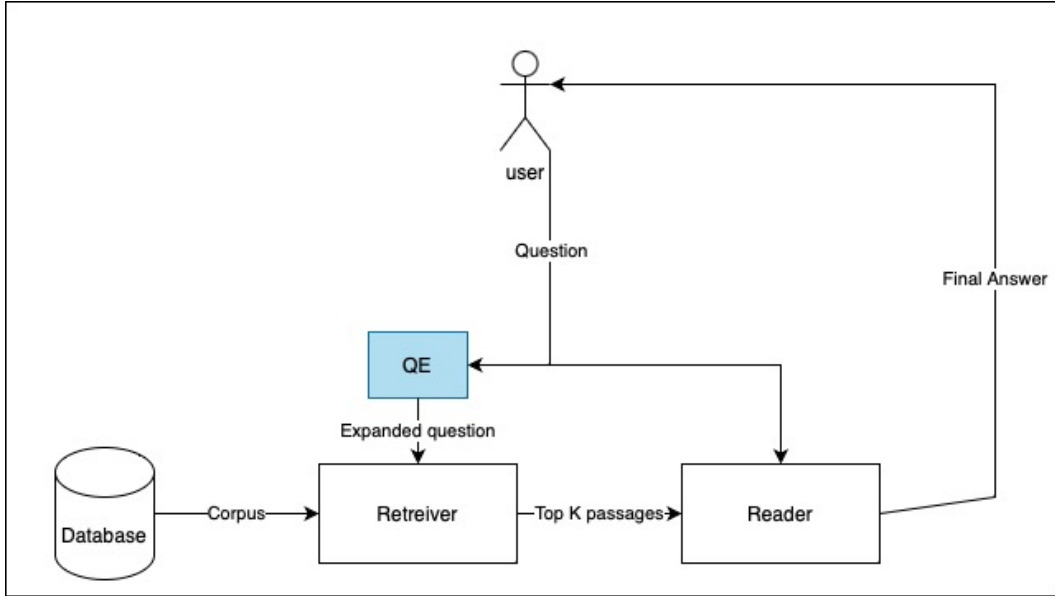 user
Question
Final Answer
QE
Expanded question
Database
Corpus
Retreiver
Top K passages
Reader